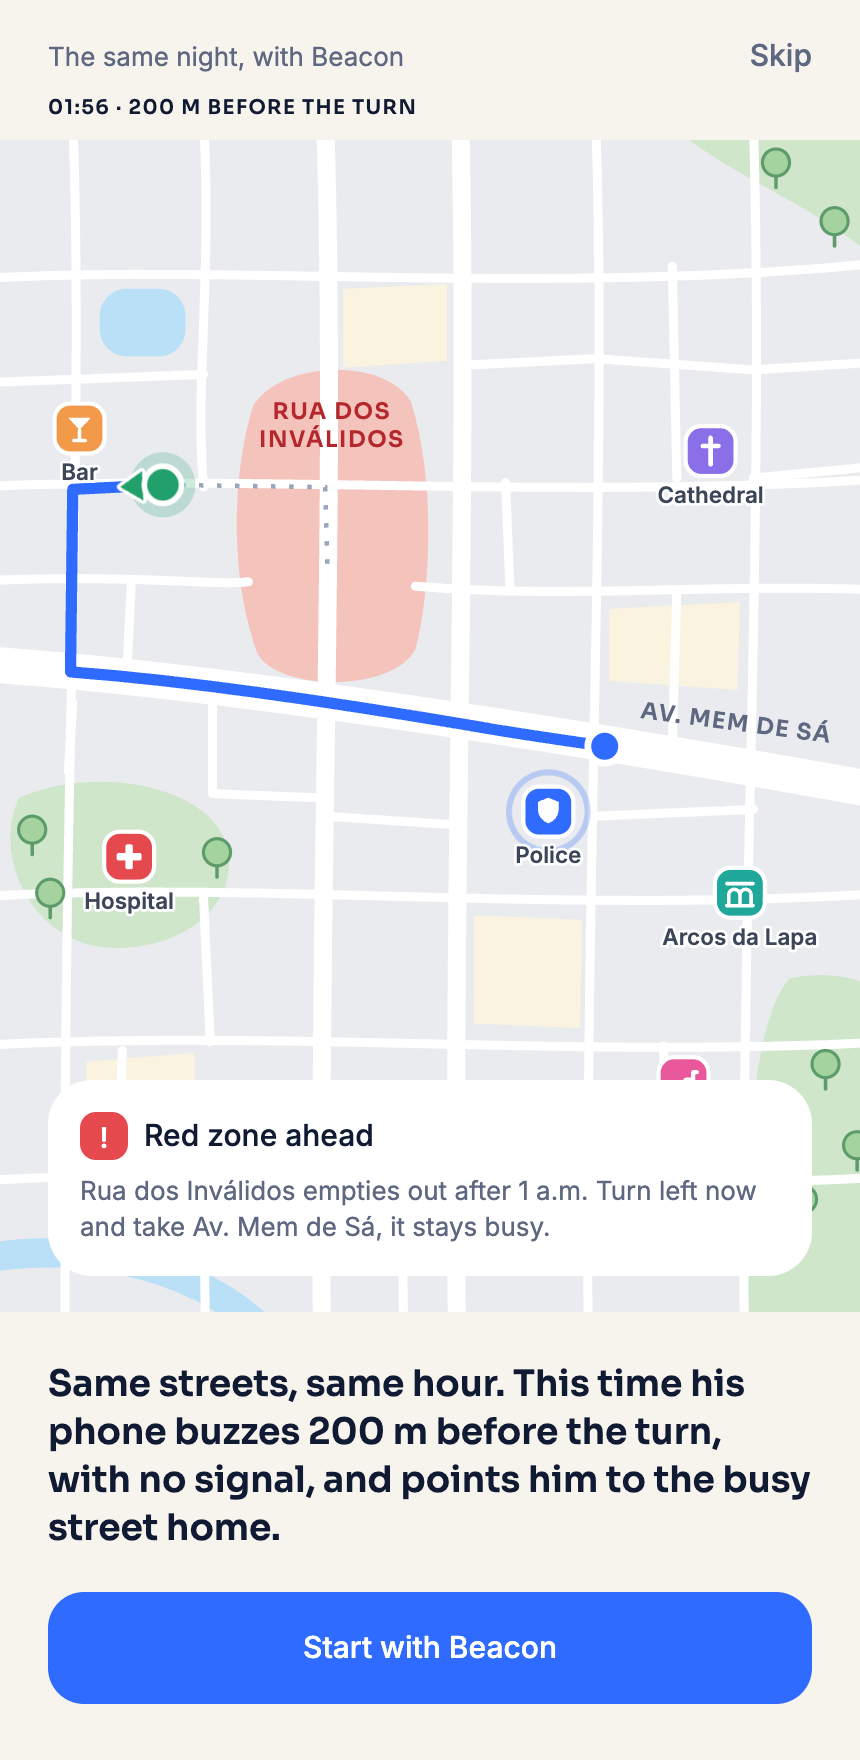 The same night, with Beacon
Skip
01:56 · 200 M BEFORE THE TURN
RUA DOS
INVÁLIDOS
Bar
Cathedral
AV. MEM DE SÁ
Police
Hospital
Arcos da Lapa
! Red zone ahead
Rua dos Inválidos empties out after 1 a.m. Turn left now
and take Av. Mem de Sá, it stays busy.
Same streets, same hour. This time his
phone buzzes 200 m before the turn,
with no signal, and points him to the busy
street home.
Start with Beacon